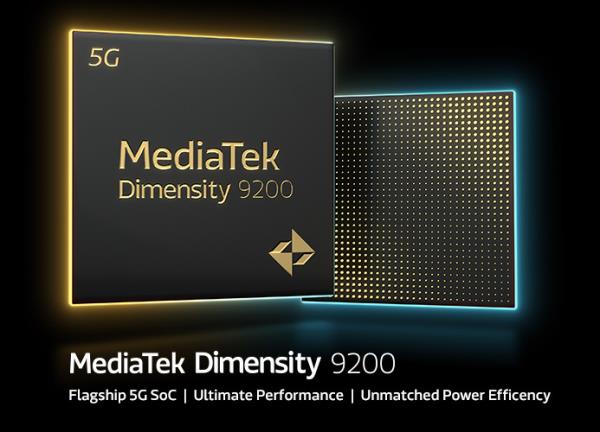 5G
MediaTek
Dimensity 9200
MediaTek Dimensity 9200
Flagship 5G SoC | Ultimate Performance | Unmatched Power Efficency